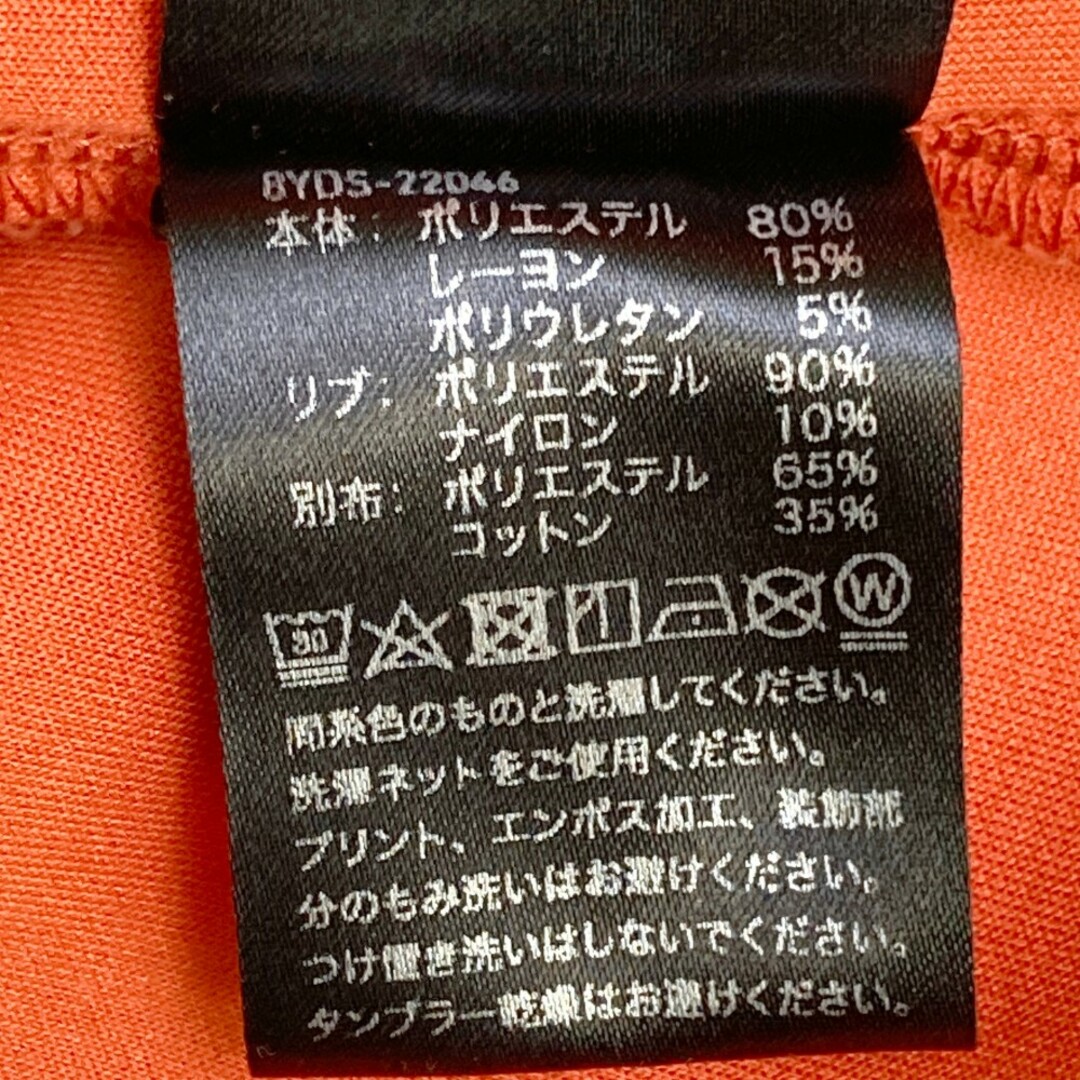 BYDS-22046
本体: ポリエステル 80%
レーヨン 15%
ポリウレタン 5%
リブ: ポリエステル 90%
ナイロン 10%
別布: ポリエステル 65%
コットン 35%
30 W
同系色のものと洗濯してください。
洗濯ネットをご使用ください。
プリント、エンボス加工、装飾部
分のもみ洗いはお避けください。
つけ置き洗いはしないでください。
タンブラー乾燥はお避けください。